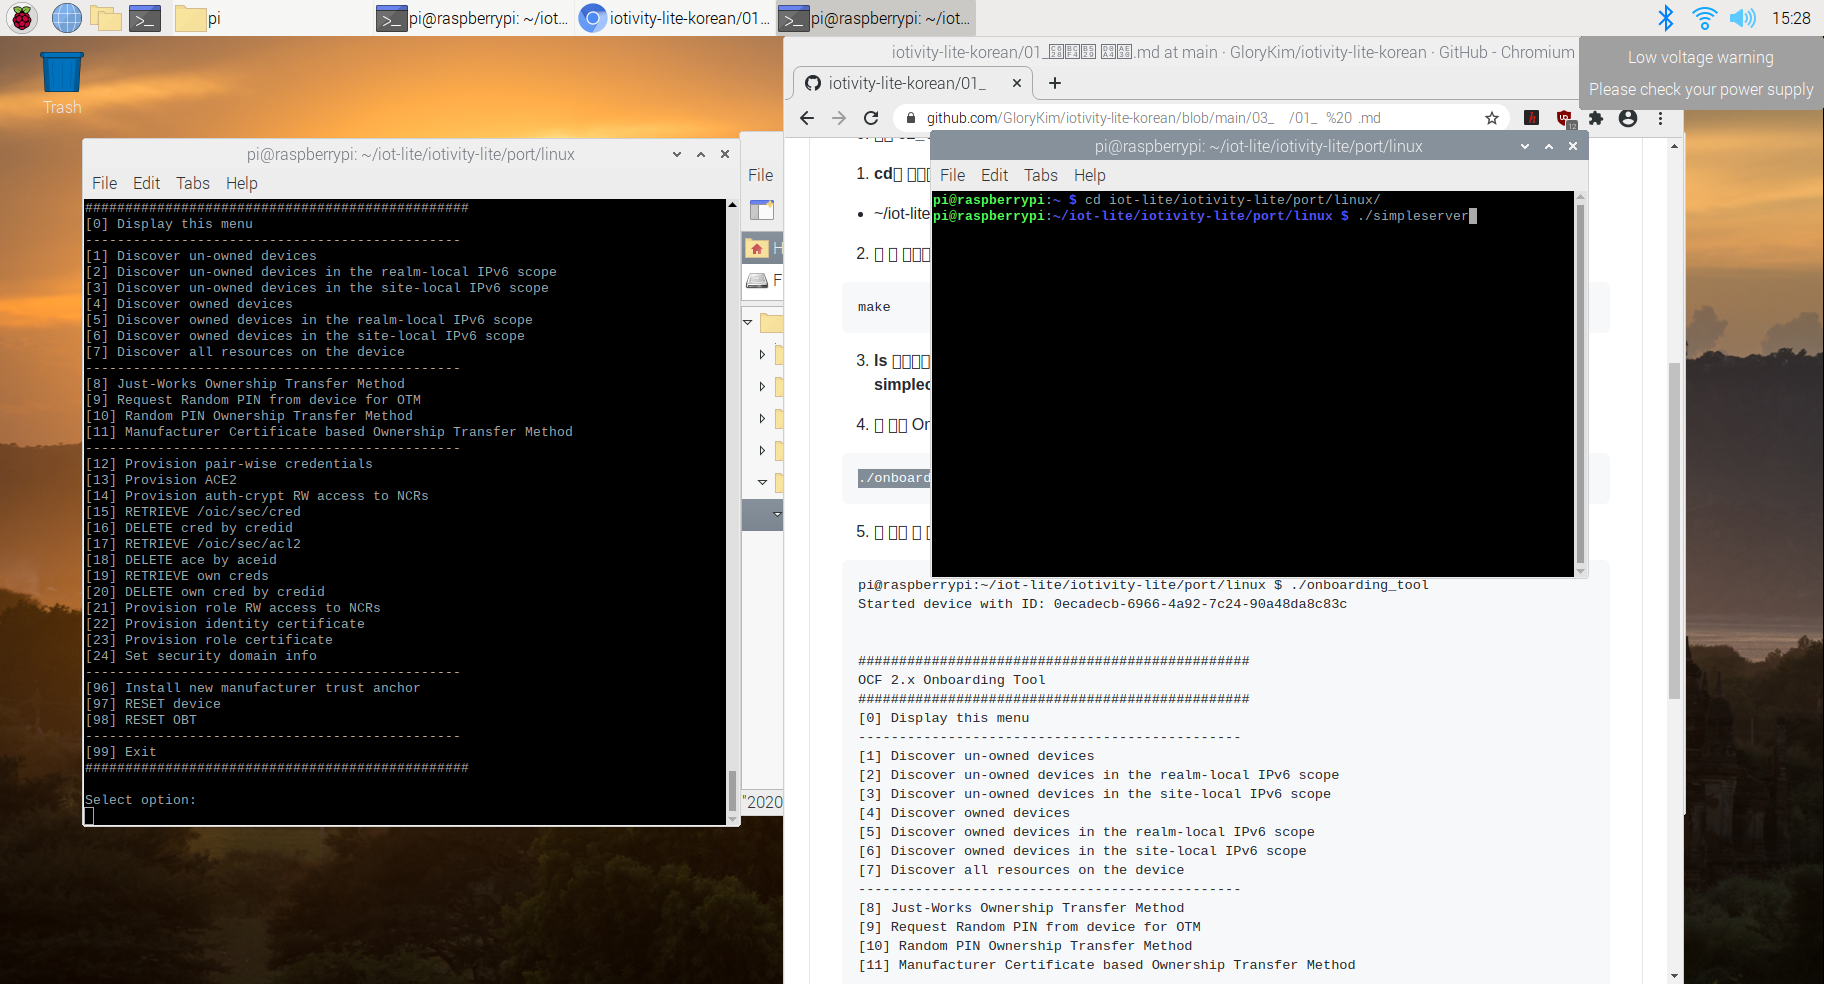 pi
pi@raspberrypi: ~/iot...
iotivity-lite-korean/01...
pi@raspberrypi: ~/iot...
15:28
Low voltage warning
Please check your power supply
Trash
pi@raspberrypi: ~/iot-lite/iotivity-lite/port/linux
File Edit Tabs Help
###############################################
[0] Display this menu
-----------------------------------------------
[1] Discover un-owned devices
[2] Discover un-owned devices in the realm-local IPv6 scope
[3] Discover un-owned devices in the site-local IPv6 scope
[4] Discover owned devices
[5] Discover owned devices in the realm-local IPv6 scope
[6] Discover owned devices in the site-local IPv6 scope
[7] Discover all resources on the device
-----------------------------------------------
[8] Just-Works Ownership Transfer Method
[9] Request Random PIN from device for OTM
[10] Random PIN Ownership Transfer Method
[11] Manufacturer Certificate based Ownership Transfer Method
-----------------------------------------------
[12] Provision pair-wise credentials
[13] Provision ACE2
[14] Provision auth-crypt RW access to NCRs
[15] RETRIEVE /oic/sec/cred
[16] DELETE cred by credid
[17] RETRIEVE /oic/sec/acl2
[18] DELETE ace by aceid
[19] RETRIEVE own creds
[20] DELETE own cred by credid
[21] Provision role RW access to NCRs
[22] Provision identity certificate
[23] Provision role certificate
[24] Set security domain info
-----------------------------------------------
[96] Install new manufacturer trust anchor
[97] RESET device
[98] RESET OBT
-----------------------------------------------
[99] Exit
###############################################
Select option:
File
H
F
"2020
iotivity-lite-korean/01_ .md at main · GloryKim/iotivity-lite-korean · GitHub - Chromium
iotivity-lite-korean/01_
github.com/GloryKim/iotivity-lite-korean/blob/main/03_ /01_ %20 .md
12
1. cd
• ~/iot-lite
2.
make
3. ls
simplec
4. On
./onboard
5.
pi@raspberrypi: ~/iot-lite/iotivity-lite/port/linux
File Edit Tabs Help
pi@raspberrypi:~ $ cd iot-lite/iotivity-lite/port/linux/
pi@raspberrypi:~/iot-lite/iotivity-lite/port/linux $ ./simpleserver
pi@raspberrypi:~/iot-lite/iotivity-lite/port/linux $ ./onboarding_tool
Started device with ID: 0ecadecb-6966-4a92-7c24-90a48da8c83c
###############################################
OCF 2.x Onboarding Tool
###############################################
[0] Display this menu
-----------------------------------------------
[1] Discover un-owned devices
[2] Discover un-owned devices in the realm-local IPv6 scope
[3] Discover un-owned devices in the site-local IPv6 scope
[4] Discover owned devices
[5] Discover owned devices in the realm-local IPv6 scope
[6] Discover owned devices in the site-local IPv6 scope
[7] Discover all resources on the device
-----------------------------------------------
[8] Just-Works Ownership Transfer Method
[9] Request Random PIN from device for OTM
[10] Random PIN Ownership Transfer Method
[11] Manufacturer Certificate based Ownership Transfer Method